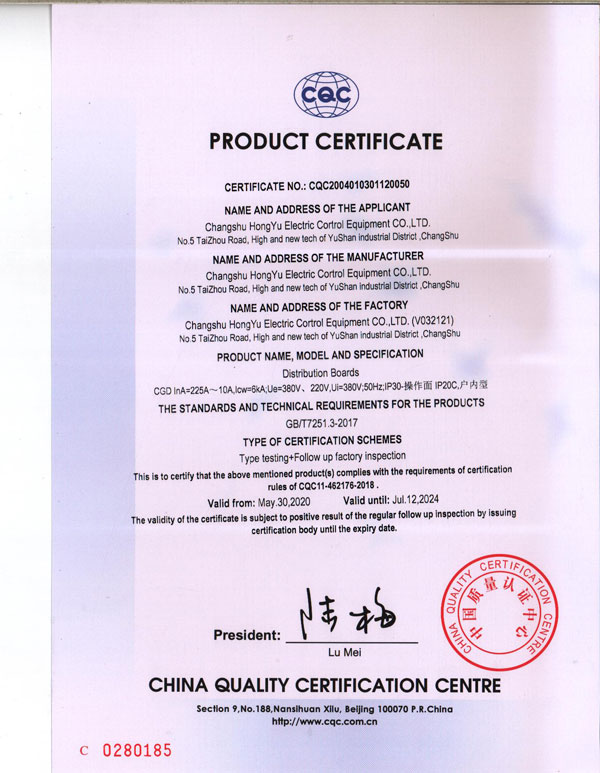 CQC
PRODUCT CERTIFICATE
CERTIFICATE NO.: CQC2004010301120050
NAME AND ADDRESS OF THE APPLICANT
Changshu HongYu Electric Cortrol Equipment CO.,LTD.
No.5 TaiZhou Road, High and new tech of YuShan industrial District ,ChangShu
NAME AND ADDRESS OF THE MANUFACTURER
Changshu HongYu Electric Cortrol Equipment CO.,LTD.
No.5 TaiZhou Road, High and new tech of YuShan industrial District ,ChangShu
NAME AND ADDRESS OF THE FACTORY
Changshu HongYu Electric Cortrol Equipment CO.,LTD. (V032121)
No.5 TaiZhou Road, High and new tech of YuShan industrial District ,ChangShu
PRODUCT NAME, MODEL AND SPECIFICATION
Distribution Boards
CGD InA=225A～10A,Icw=6kA;Ue=380V、220V,Ui=380V;50Hz;IP30-操作面 IP20C,户内型
THE STANDARDS AND TECHNICAL REQUIREMENTS FOR THE PRODUCTS
GB/T7251.3-2017
TYPE OF CERTIFICATION SCHEMES
Type testing+Follow up factory inspection
This is to certify that the above mentioned product(s) complies with the requirements of certification
rules of CQC11-462176-2018 .
Valid from: May.30,2020 Valid until: Jul.12,2024
The validity of the certificate is subject to positive result of the regular follow up inspection by issuing
certification body until the expiry date.
陆梅
President:
Lu Mei
CHINA QUALITY CERTIFICATION CENTRE
中国质量认证中心
CHINA QUALITY CERTIFICATION CENTRE
Section 9,No.188,Nansihuan Xilu, Beijing 100070 P.R.China
http://www.cqc.com.cn
C 0280185